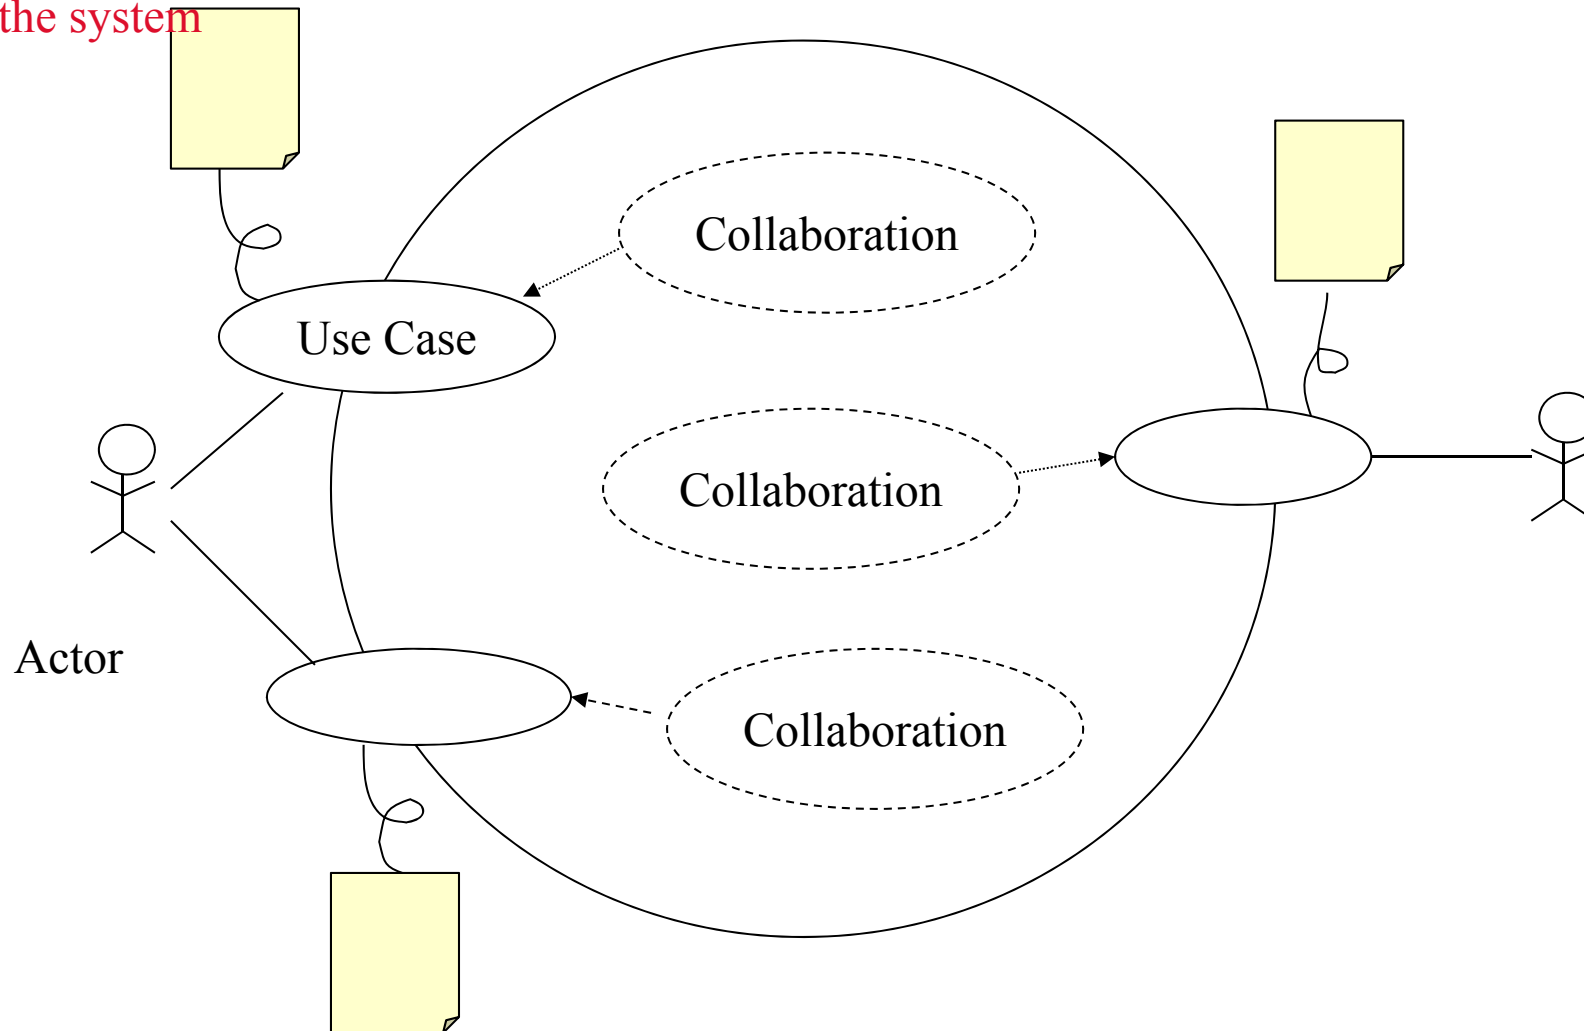 the system
Collaboration
Use Case
Collaboration
Actor
Collaboration